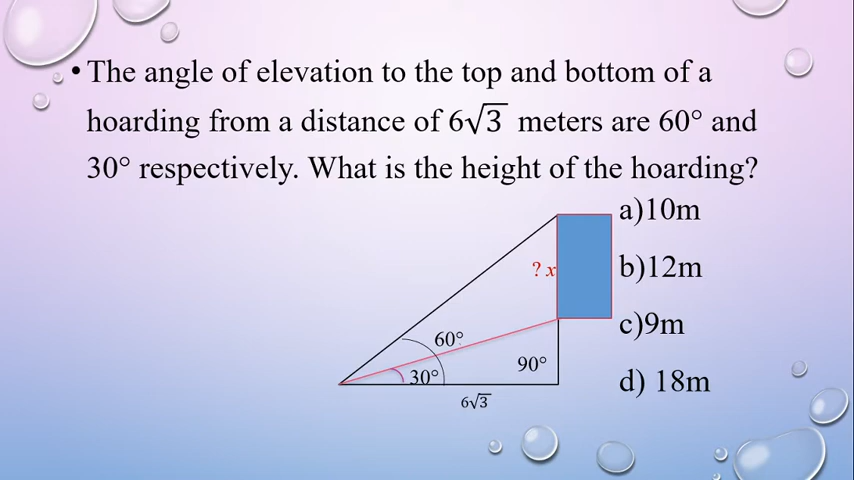 • The angle of elevation to the top and bottom of a
hoarding from a distance of 6√3 meters are 60° and
30° respectively. What is the height of the hoarding?
a)10m
? x
b)12m
c)9m
60°
90°
30°
d) 18m
6√3